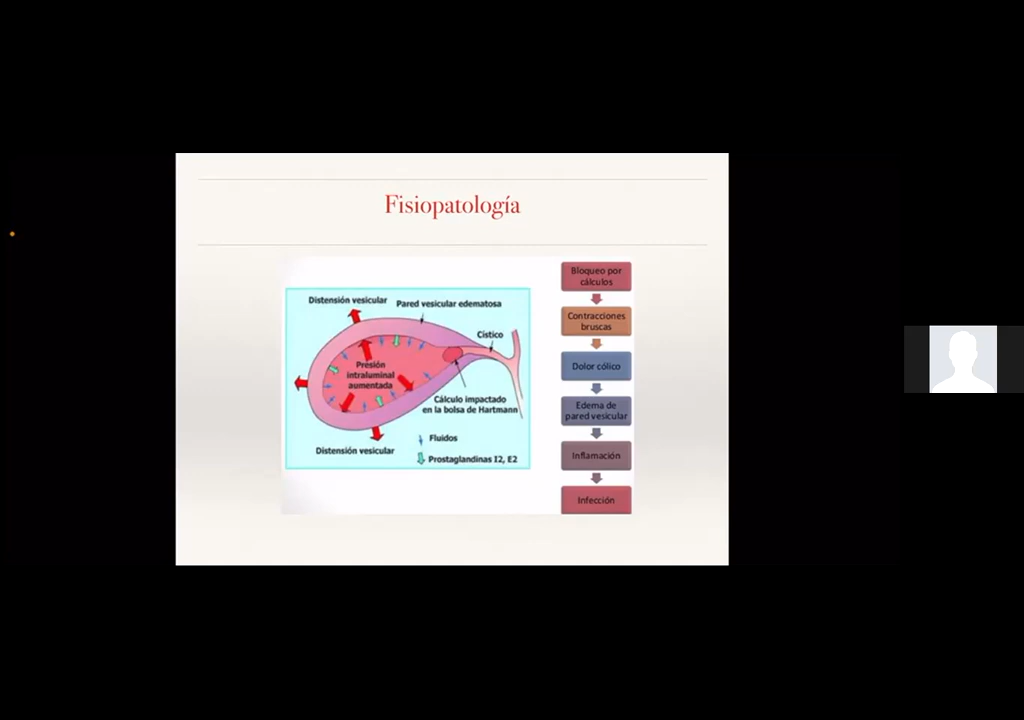 Fisiopatología
Distensión vesicular
Pared vesicular edematosa
Cístico
Presión
intraluminal
aumentada
Cálculo impactado
en la bolsa de Hartmann
Distensión vesicular
Fluidos
Prostaglandinas I2, E2
Bloqueo por
cálculos
Contracciones
bruscas
Dolor cólico
Edema de
pared vesicular
Inflamación
Infección